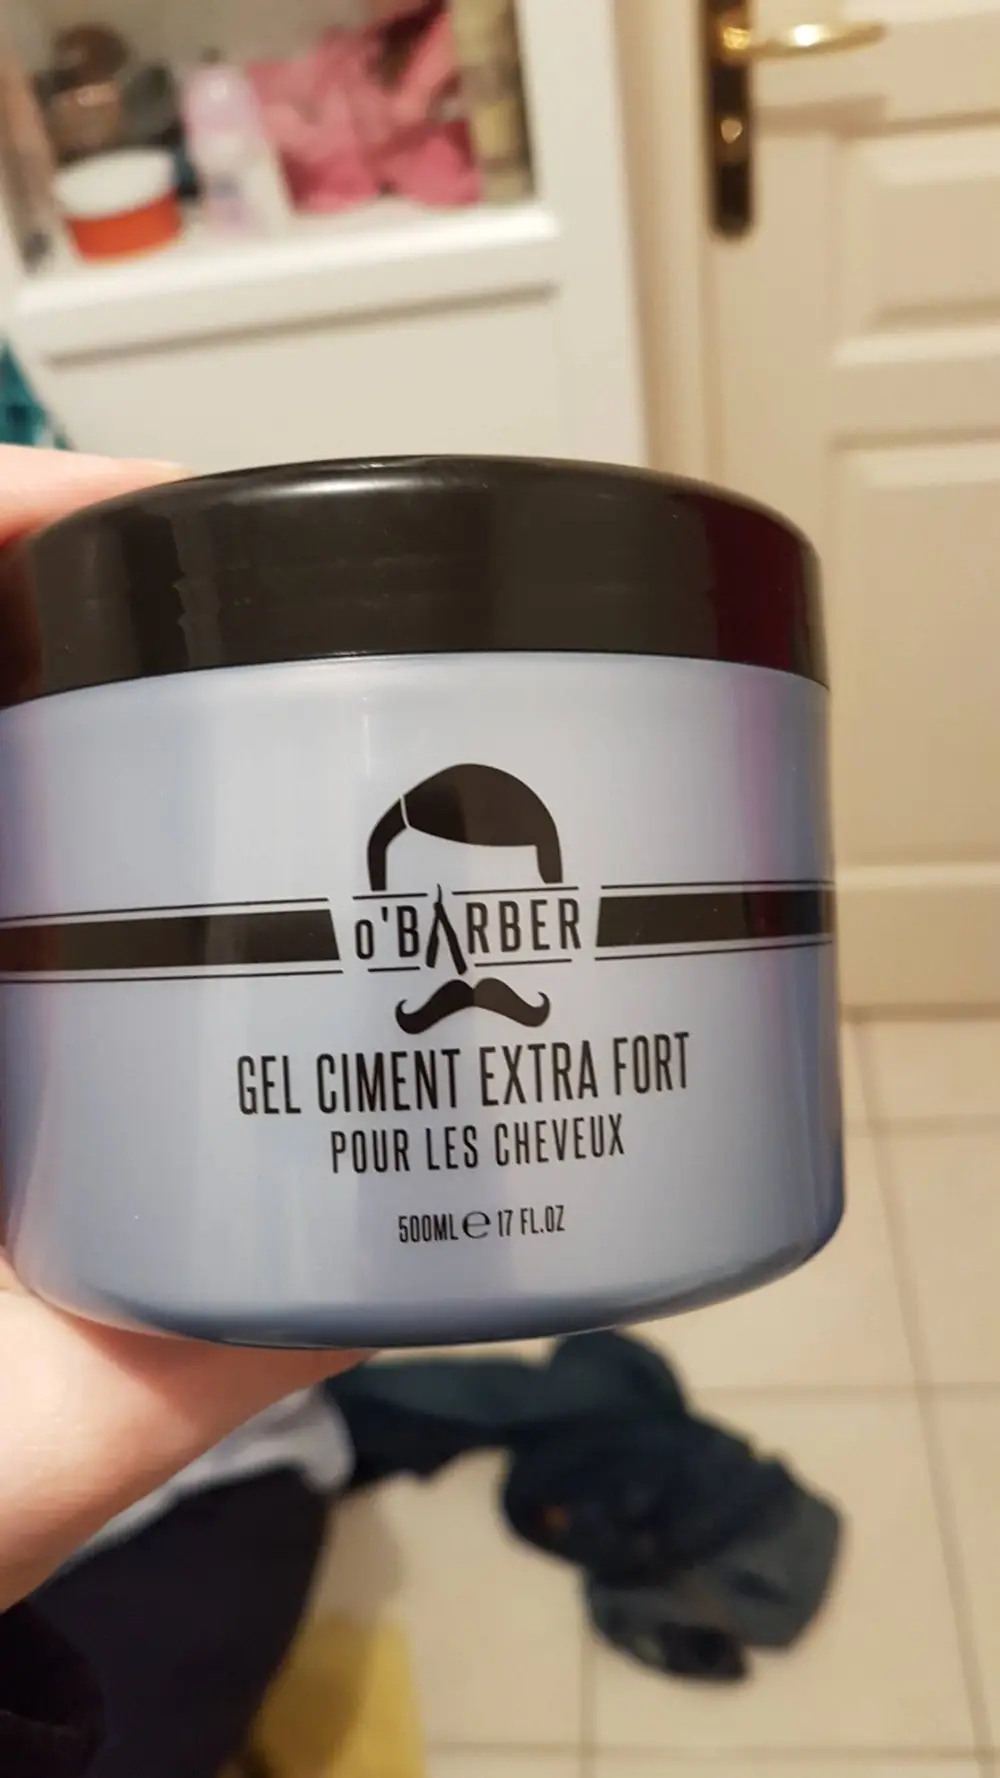 O'BARBER
GEL CIMENT EXTRA FORT
POUR LES CHEVEUX
500ML ℮ 17 FL.OZ